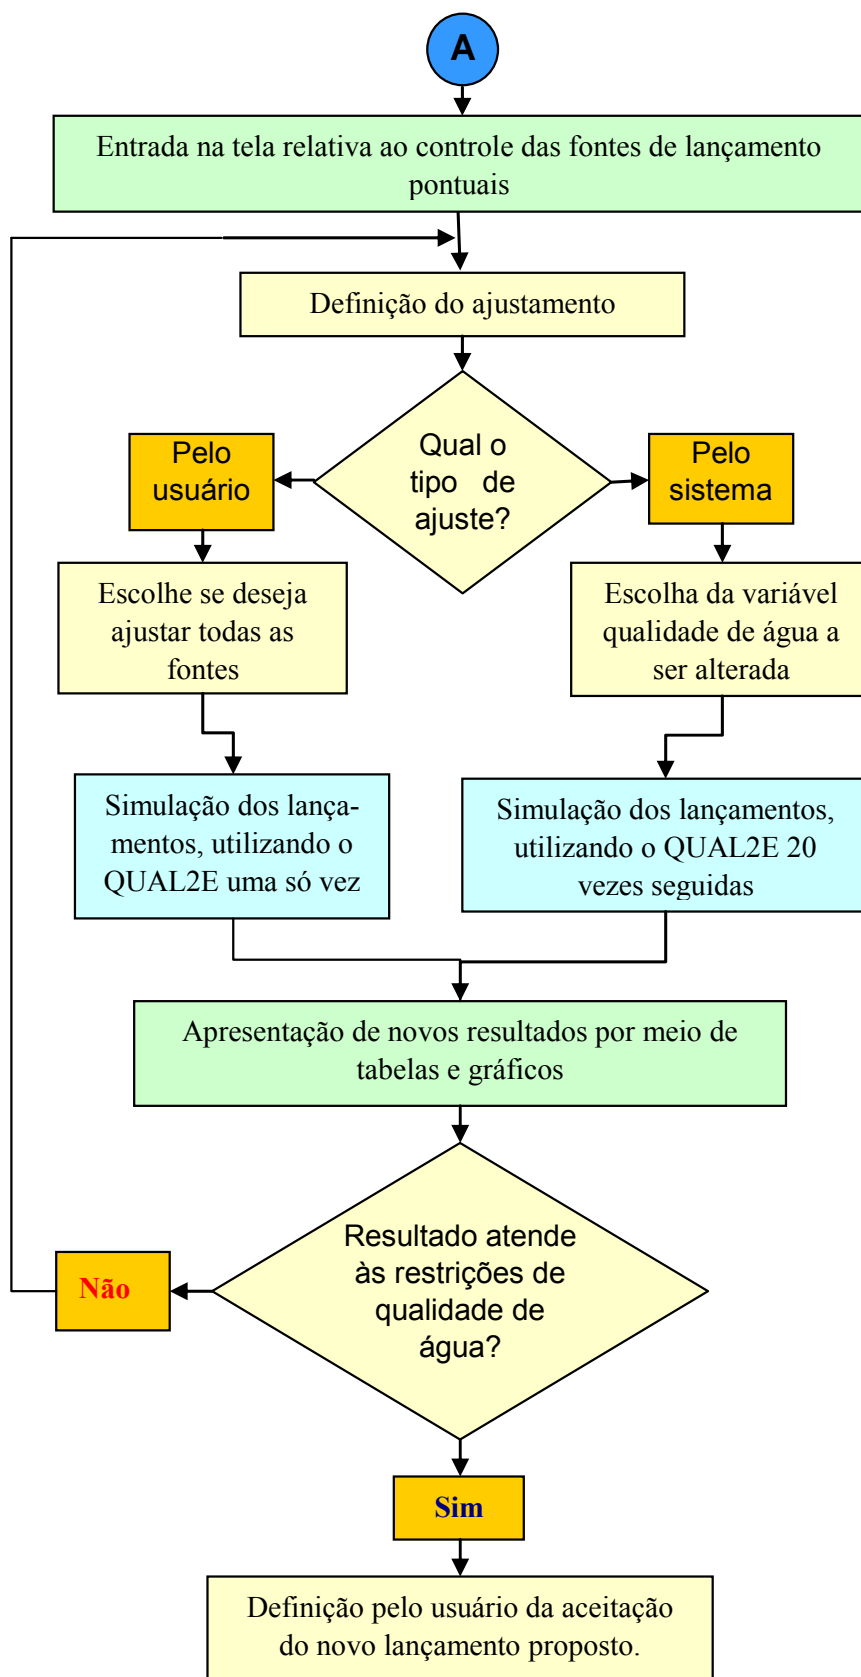 A
Entrada na tela relativa ao controle das fontes de lançamento
pontuais
Definição do ajustamento
Qual o
tipo de
ajuste?
Pelo
usuário
Pelo
sistema
Escolhe se deseja
ajustar todas as
fontes
Escolha da variável
qualidade de água a
ser alterada
Simulação dos lança-
mentos, utilizando o
QUAL2E uma só vez
Simulação dos lançamentos,
utilizando o QUAL2E 20
vezes seguidas
Apresentação de novos resultados por meio de
tabelas e gráficos
Resultado atende
às restrições de
qualidade de
água?
Não
Sim
Definição pelo usuário da aceitação
do novo lançamento proposto.